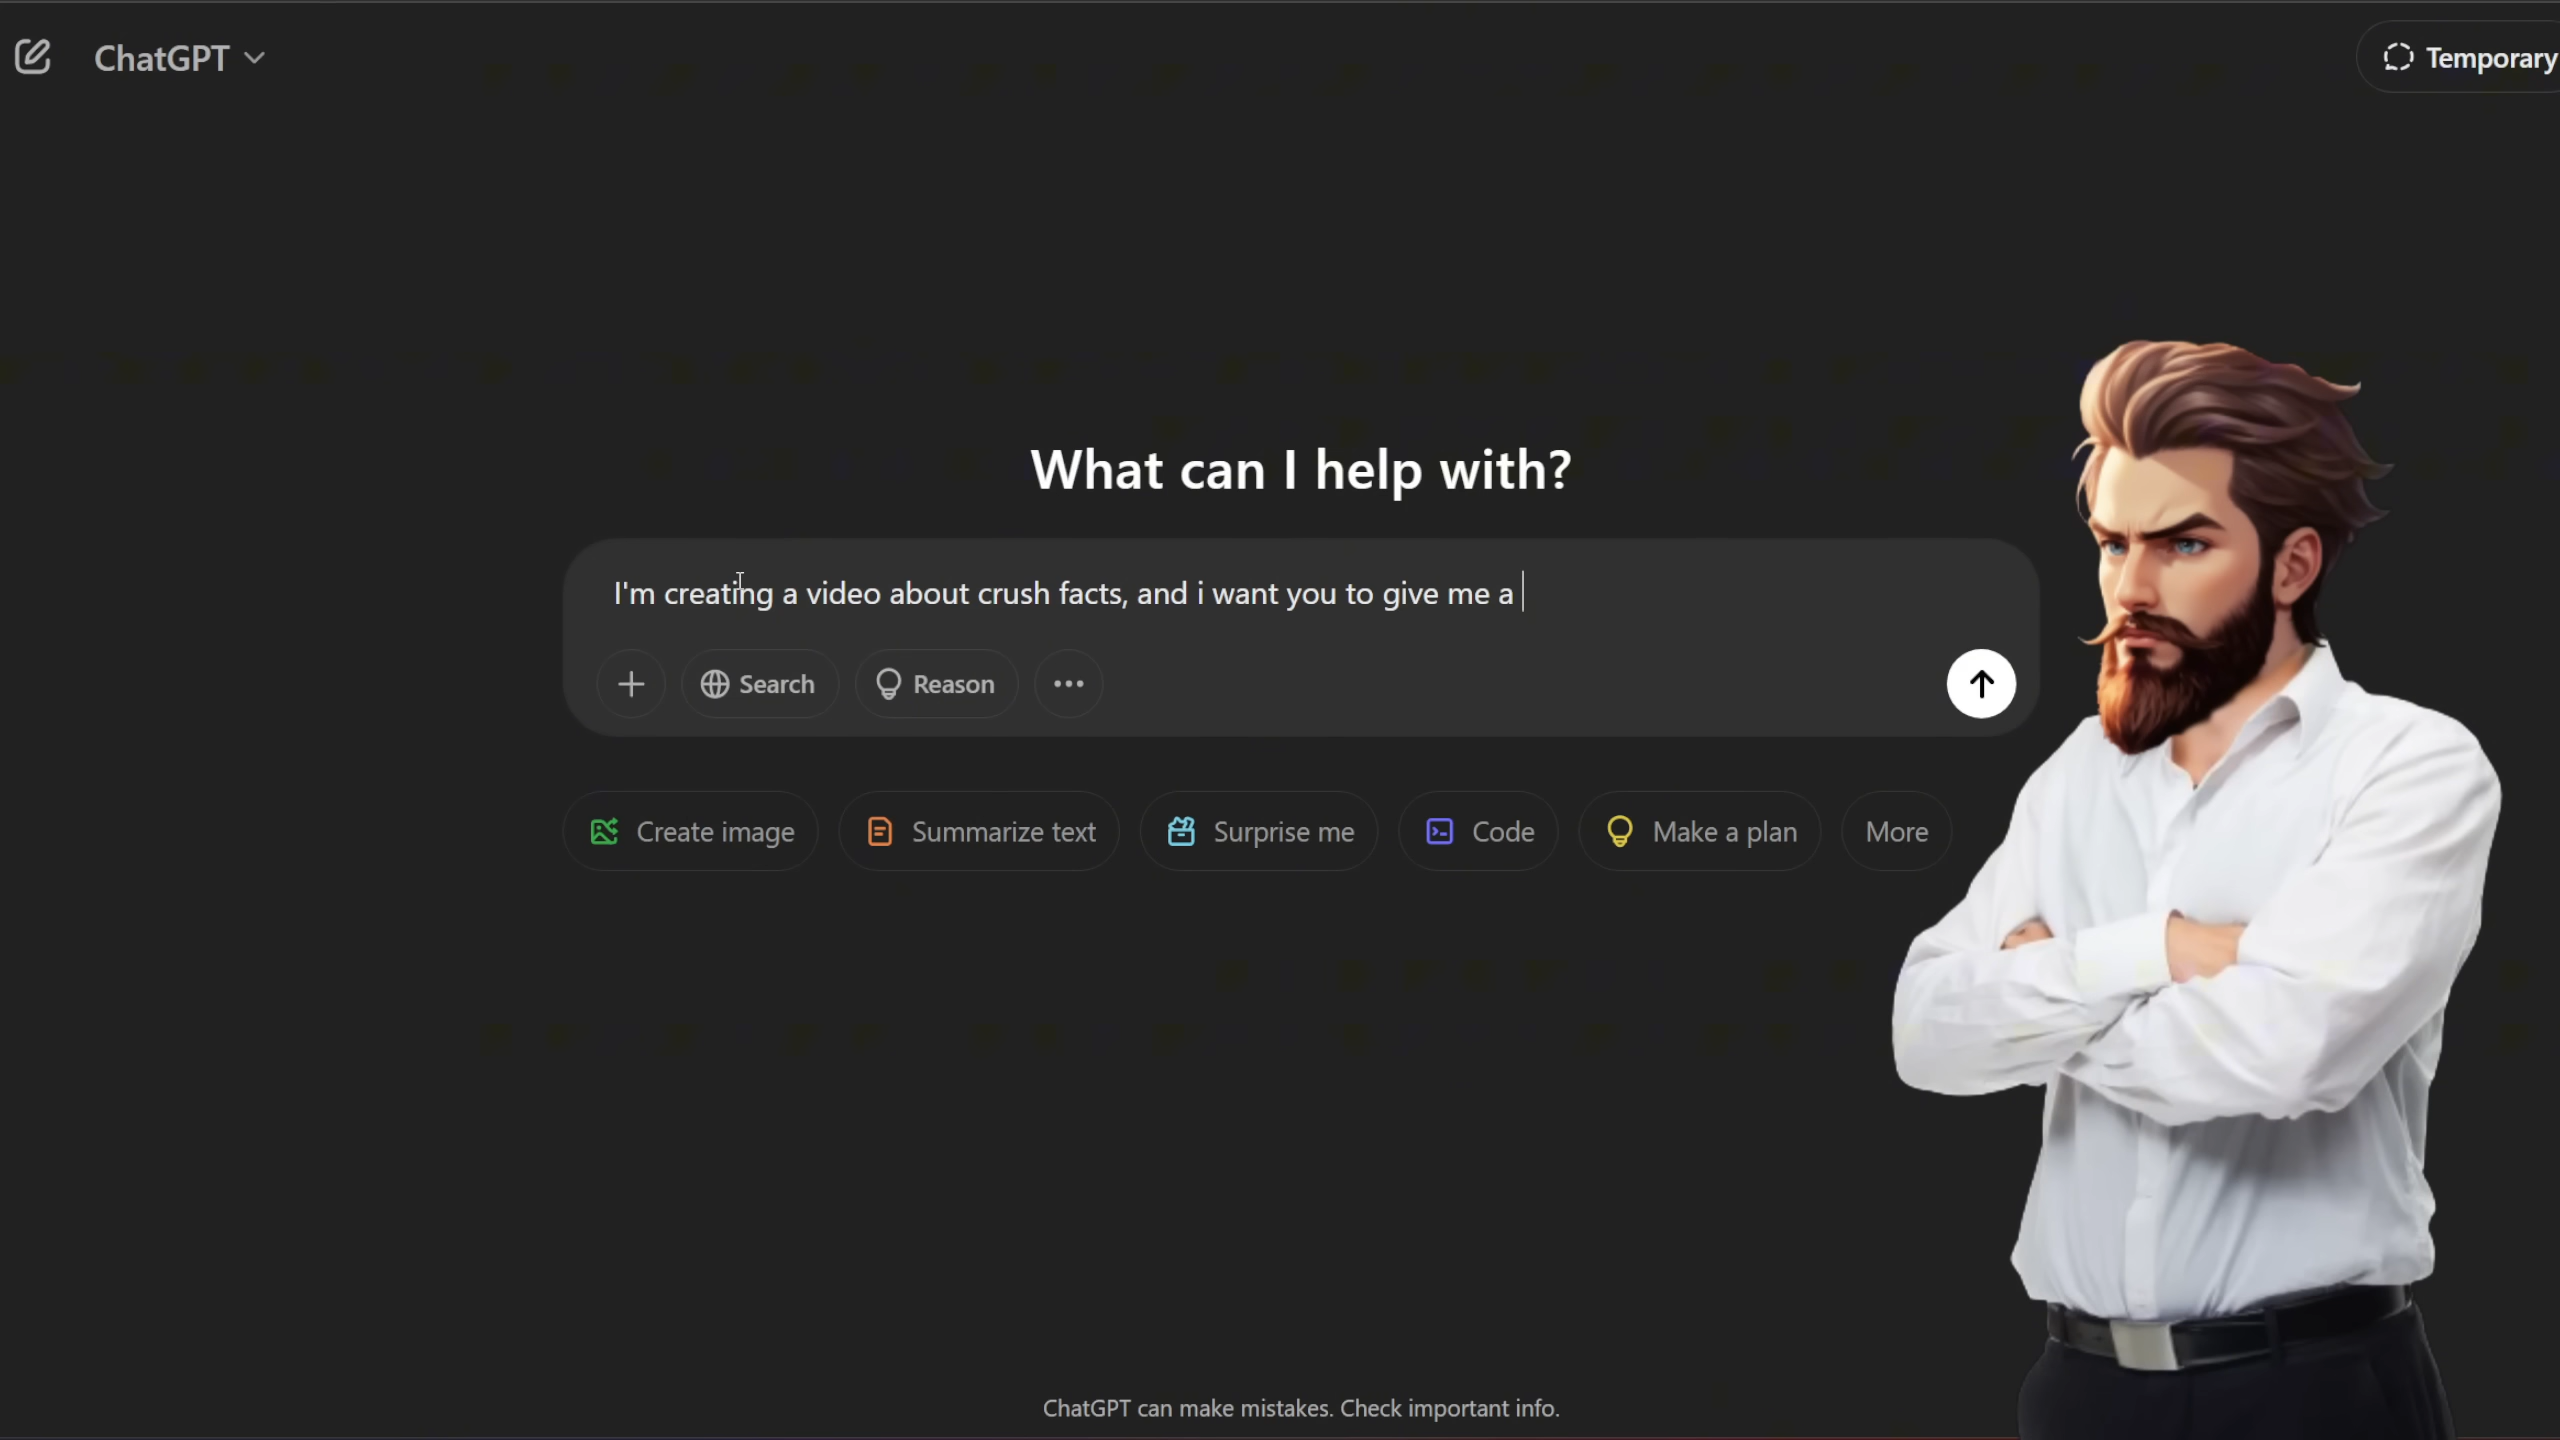 ChatGPT
Temporary
What can I help with?
I'm creating a video about crush facts, and i want you to give me a
Search
Reason
Create image
Summarize text
Surprise me
Code
Make a plan
More
ChatGPT can make mistakes. Check important info.